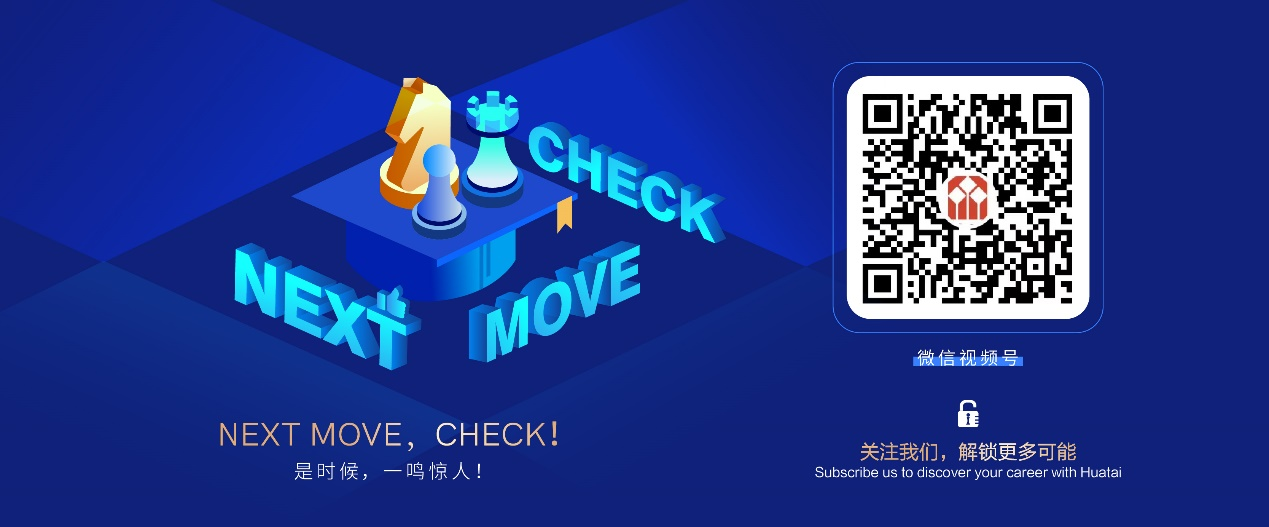 CHECK
NEXT
MOVE
NEXT MOVE，CHECK！
是时候，一鸣惊人！
微信视频号
关注我们，解锁更多可能
Subscribe us to discover your career with Huatai